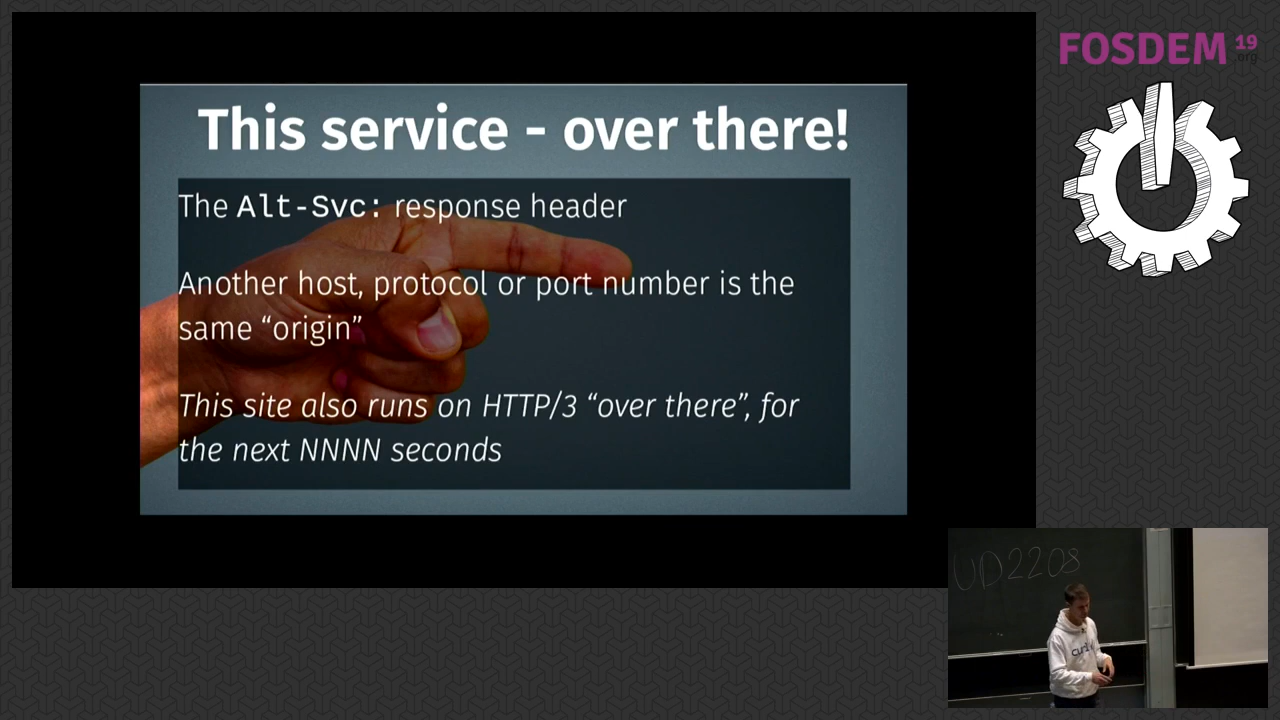 FOSDEM 19
.org
This service - over there!
The Alt-Svc: response header
Another host, protocol or port number is the
same “origin”
This site also runs on HTTP/3 “over there”, for
the next NNNN seconds
UD2208